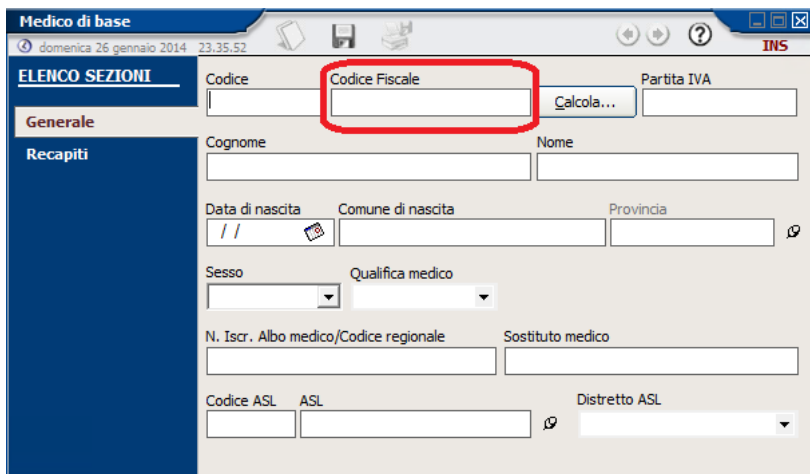 Medico di base
domenica 26 gennaio 2014 23.35.52
INS
ELENCO SEZIONI
Generale
Recapiti
Codice Codice Fiscale Partita IVA
Calcola...
Cognome Nome
Data di nascita Comune di nascita Provincia
/ /
Sesso Qualifica medico
N. Iscr. Albo medico/Codice regionale Sostituto medico
Codice ASL ASL Distretto ASL